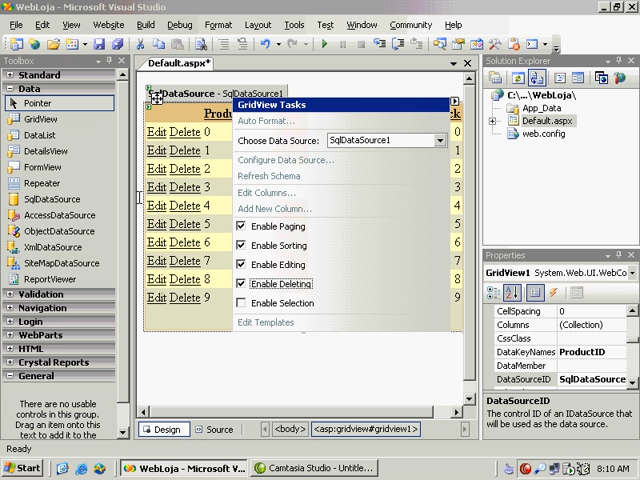 WebLoja - Microsoft Visual Studio
File Edit View Website Build Debug Format Layout Tools Test Window Community Help
Toolbox
Standard
Data
Pointer
GridView
DataList
DetailsView
FormView
Repeater
SqlDataSource
AccessDataSource
ObjectDataSource
XmlDataSource
SiteMapDataSource
ReportViewer
Validation
Navigation
Login
WebParts
HTML
Crystal Reports
General
There are no usable
controls in this group.
Drag an item onto this
text to add it to the
Default.aspx*
SqlDataSource - SqlDataSource1
Produ
ck
Edit Delete 0 0
Edit Delete 1 1
Edit Delete 2 2
Edit Delete 3 3
Edit Delete 4 4
Edit Delete 5 5
Edit Delete 6 6
Edit Delete 7 7
Edit Delete 8 8
Edit Delete 9 9
GridView Tasks
Auto Format...
Choose Data Source: SqlDataSource1
Configure Data Source...
Refresh Schema
Edit Columns...
Add New Column...
Enable Paging
Enable Sorting
Enable Editing
Enable Deleting
Enable Selection
Edit Templates
Design Source <body> <asp:gridview#gridview1>
Solution Explorer
C:\...\WebLoja\
App_Data
Default.aspx
web.config
Properties
GridView1 System.Web.UI.WebCo
CellSpacing 0
Columns (Collection)
CssClass
DataKeyNames ProductID
DataMember
DataSourceID SqlDataSource
DataSourceID
The control ID of an IDataSource that
will be used as the data source.
Ready
Start WebLoja - Microsoft V... Camtasia Studio - Untitle... 8:10 AM